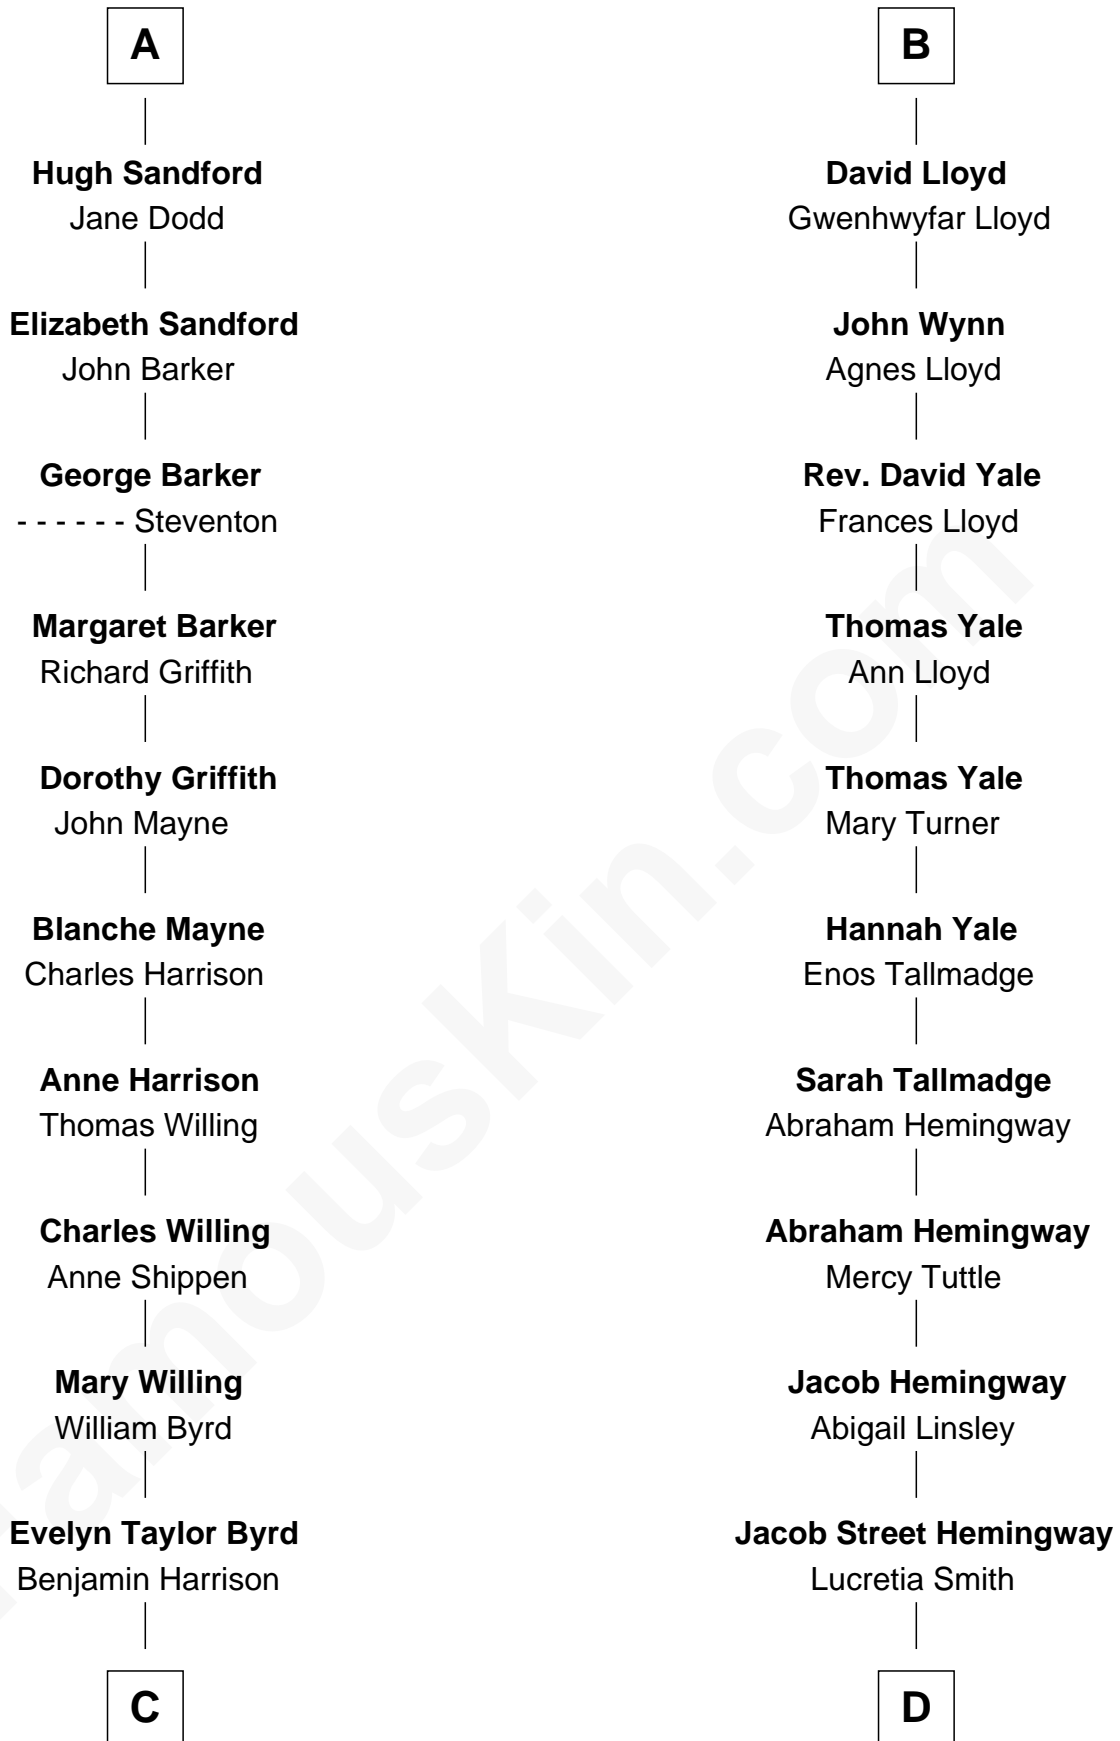 A
Hugh Sandford
Jane Dodd
Elizabeth Sandford
John Barker
George Barker
- - - - - - Steventon
Margaret Barker
Richard Griffith
Dorothy Griffith
John Mayne
Blanche Mayne
Charles Harrison
Anne Harrison
Thomas Willing
Charles Willing
Anne Shippen
Mary Willing
William Byrd
Evelyn Taylor Byrd
Benjamin Harrison
C
B
David Lloyd
Gwenhwyfar Lloyd
John Wynn
Agnes Lloyd
Rev. David Yale
Frances Lloyd
Thomas Yale
Ann Lloyd
Thomas Yale
Mary Turner
Hannah Yale
Enos Tallmadge
Sarah Tallmadge
Abraham Hemingway
Abraham Hemingway
Mercy Tuttle
Jacob Hemingway
Abigail Linsley
Jacob Street Hemingway
Lucretia Smith
D
FamousKin.com